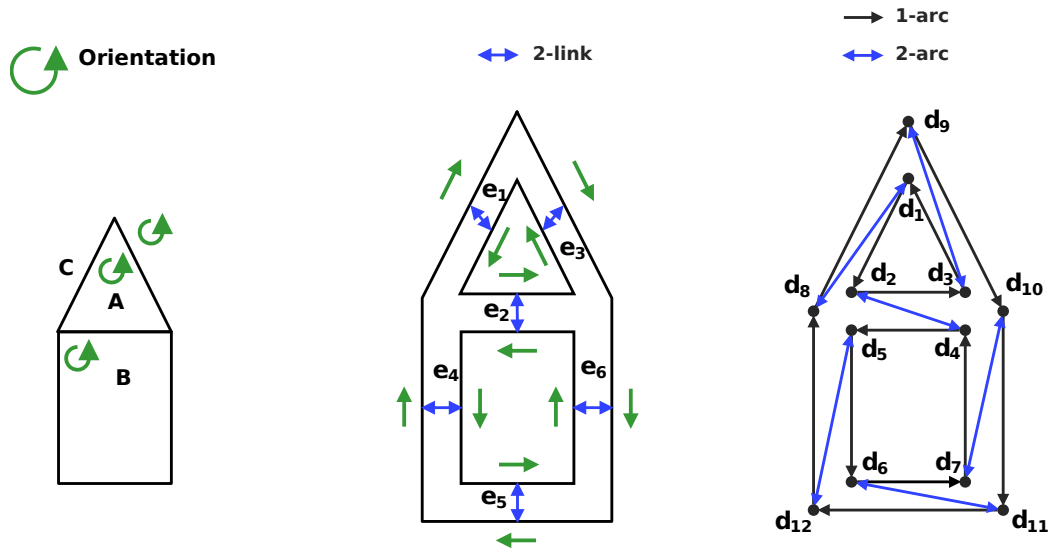 Orientation
C
A
B
2-link
e1
e3
e2
e4
e6
e5
1-arc
2-arc
d9
d1
d2
d3
d8
d10
d5
d4
d6
d7
d12
d11